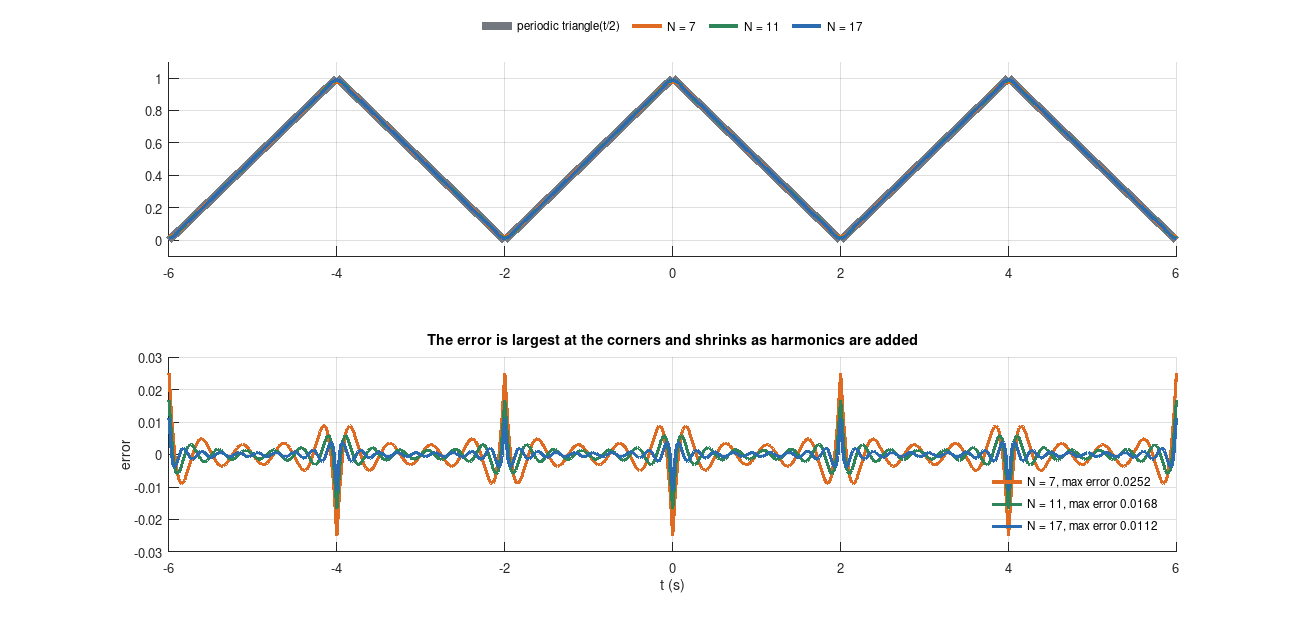 periodic triangle(t/2) N = 7 N = 11 N = 17
1
0.8
0.6
0.4
0.2
0
-6 -4 -2 0 2 4 6
The error is largest at the corners and shrinks as harmonics are added
0.03
0.02
0.01
0
-0.01
-0.02
-0.03
error
N = 7, max error 0.0252
N = 11, max error 0.0168
N = 17, max error 0.0112
-6 -4 -2 0 2 4 6
t (s)